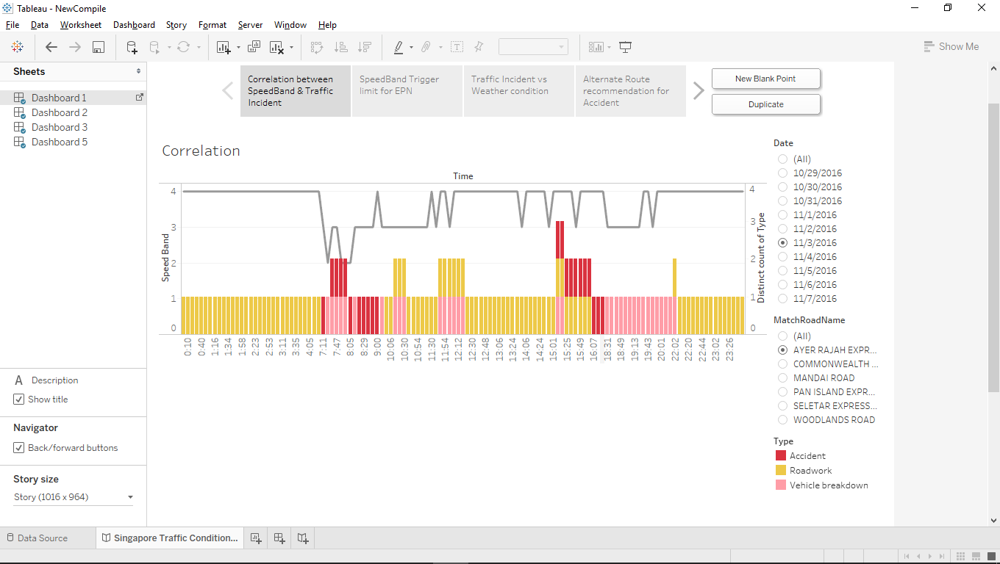 Tableau - NewCompile
File Data Worksheet Dashboard Story Format Server Window Help
Show Me
Sheets
Dashboard 1
Dashboard 2
Dashboard 3
Dashboard 5
A Description
Show title
Navigator
Back/forward buttons
Story size
Story (1016 x 964)
Correlation between
SpeedBand & Traffic
Incident
SpeedBand Trigger
limit for EPN
Traffic Incident vs
Weather condition
Alternate Route
recommendation for
Accident
New Blank Point
Duplicate
Correlation
Time
Speed Band
4
3
2
1
0
4
3
2
1
0
Distinct count of Type
0:10 0:40 1:16 1:34 1:58 2:23 2:53 3:11 3:35 4:05 7:11 7:47 8:05 8:29 9:00 10:06 10:30 10:54 11:30 11:54 12:12 12:30 12:48 13:06 13:24 14:06 14:24 15:01 15:25 15:49 16:07 18:31 18:49 19:13 19:43 20:01 22:02 22:20 22:44 23:02 23:26
Date
(All)
10/29/2016
10/30/2016
10/31/2016
11/1/2016
11/2/2016
11/3/2016
11/4/2016
11/5/2016
11/6/2016
11/7/2016
MatchRoadName
(All)
AYER RAJAH EXPR...
COMMONWEALTH ...
MANDAI ROAD
PAN ISLAND EXPR...
SELETAR EXPRESS...
WOODLANDS ROAD
Type
Accident
Roadwork
Vehicle breakdown
Data Source
Singapore Traffic Condition...